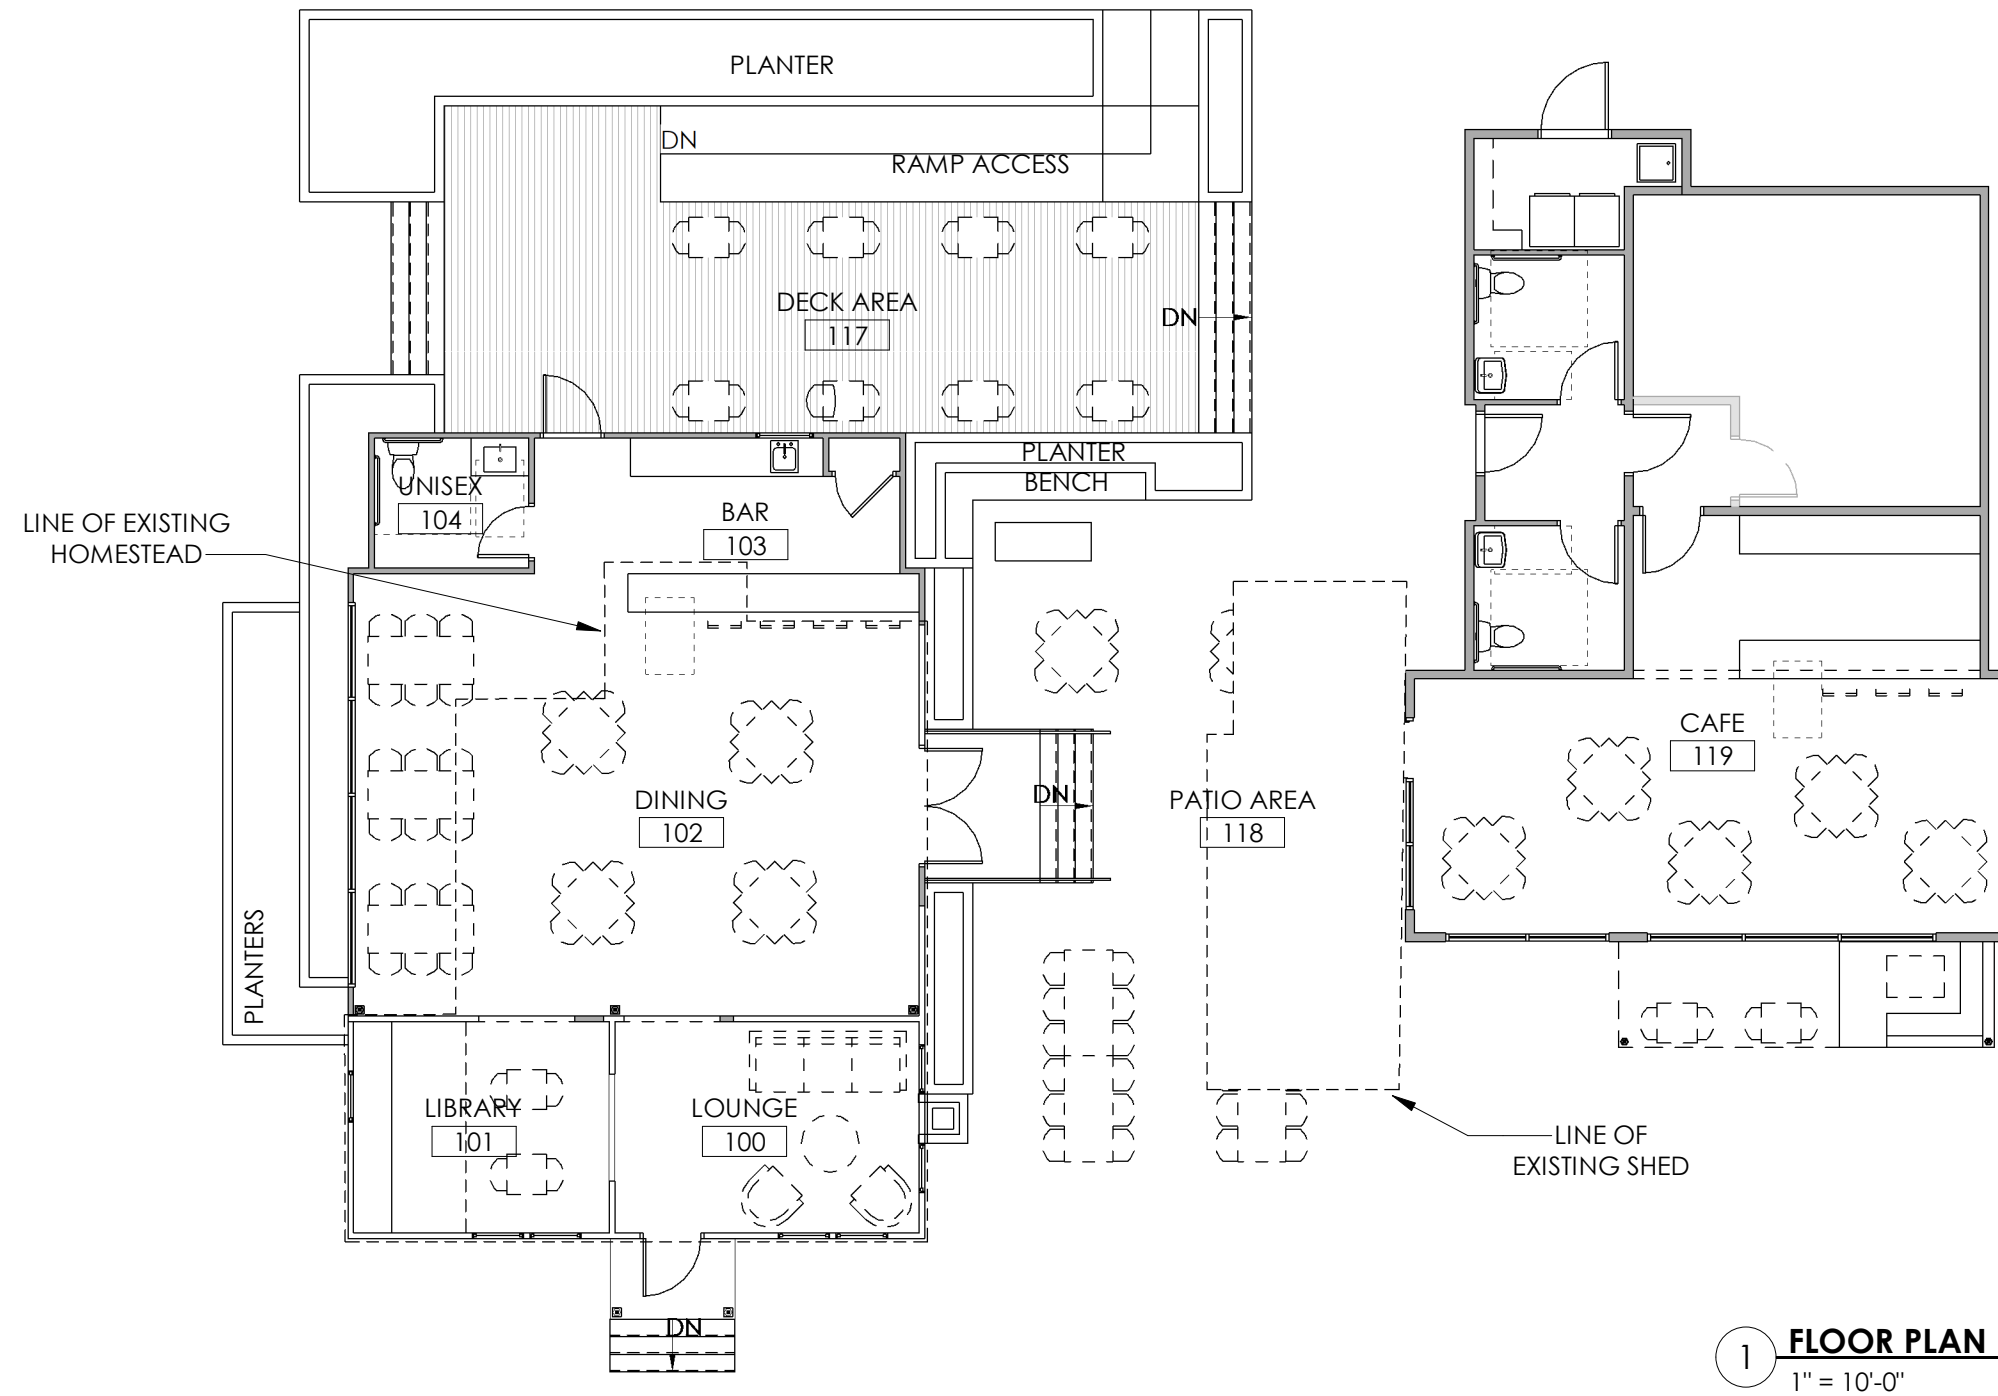 PLANTER
DN
RAMP ACCESS
DECK AREA
117
DN
PLANTER
BENCH
UNISEX
104
BAR
103
LINE OF EXISTING
HOMESTEAD
CAFE
119
DINING
102
DN
PATIO AREA
118
PLANTERS
LIBRARY
101
LOUNGE
100
LINE OF
EXISTING SHED
DN
1
FLOOR PLAN
1" = 10'-0"